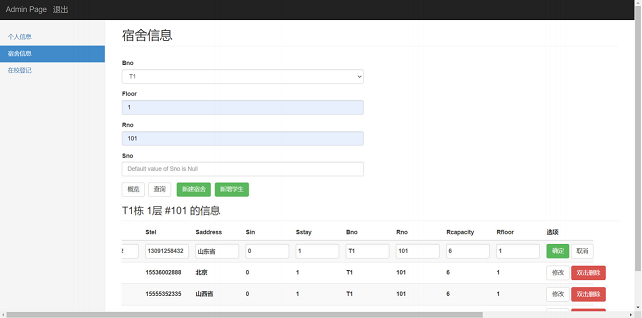 Admin Page 退出
个人信息
宿舍信息
在校登记
宿舍信息
Bno
T1
Floor
1
Rno
101
Sno
Default value of Sno is Null
概览 查询 新建宿舍 新增学生
T1栋 1层 #101 的信息
Stel Saddress Sin Sstay Bno Rno Rcapacity Rfloor 选项
13091258432 山东省 0 1 T1 101 6 1 确定 取消
15536002888 北京 0 1 T1 101 6 1 修改 双击删除
15555352335 山西省 0 1 T1 101 6 1 修改 双击删除